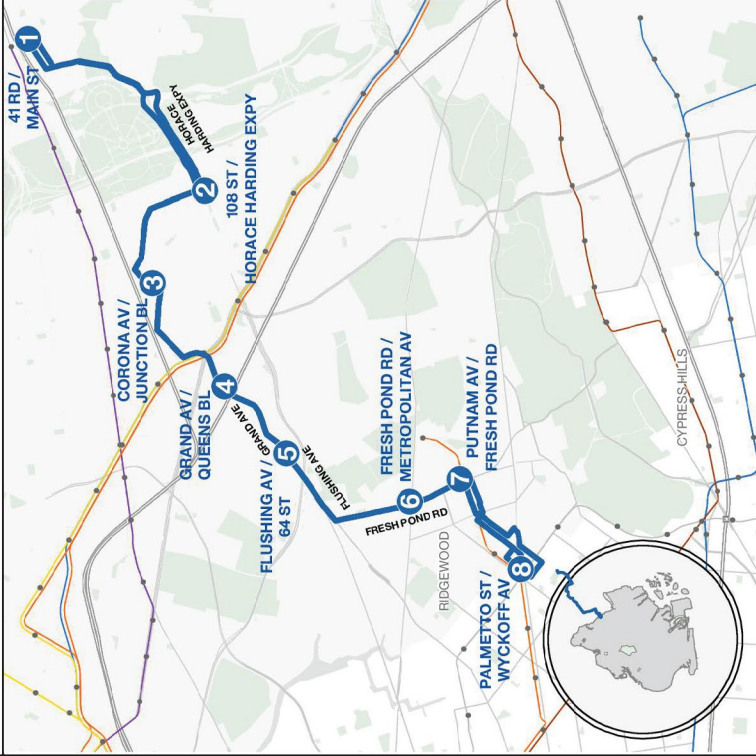 1
41 RD /
MAIN ST
HORACE
HARDING EXPY
2
108 ST /
HORACE HARDING EXPY
3
CORONA AV /
JUNCTION BL
GRAND AV /
QUEENS BL
4
GRAND AVE
5
FLUSHING AV /
64 ST
FLUSHING AVE
FRESH POND RD /
METROPOLITAN AV
6
FRESH POND RD
PUTNAM AV /
FRESH POND RD
7
RIDGEWOOD
8
PALMETTO ST /
WYCKOFF AV
CYPRESS HILLS